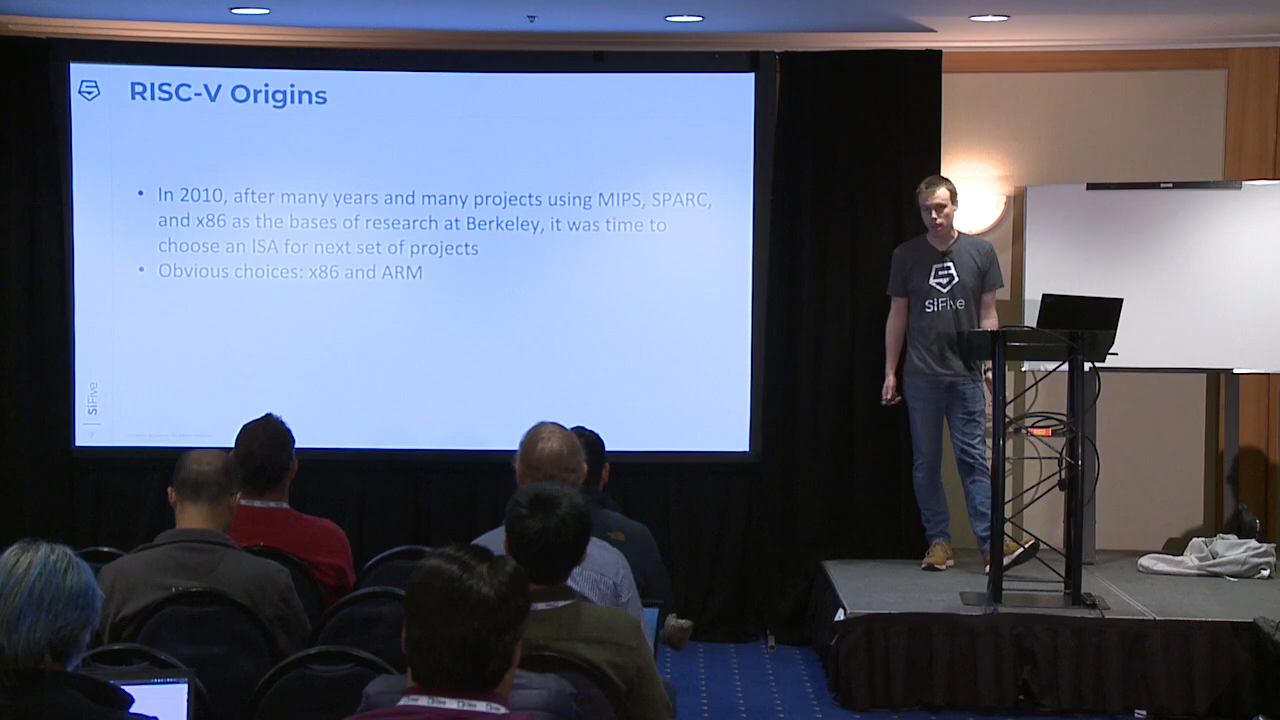 RISC-V Origins
• In 2010, after many years and many projects using MIPS, SPARC,
and x86 as the bases of research at Berkeley, it was time to
choose an ISA for next set of projects
• Obvious choices: x86 and ARM
SiFive
SiFive